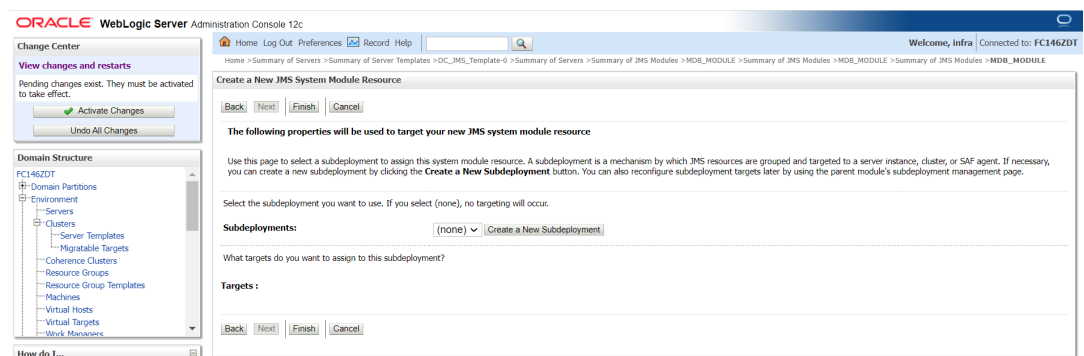 ORACLE WebLogic Server Administration Console 12c
Change Center
View changes and restarts
Pending changes exist. They must be activated
to take effect.
Activate Changes
Undo All Changes
Domain Structure
FC146ZDT
Domain Partitions
Environment
Servers
Clusters
Server Templates
Migratable Targets
Coherence Clusters
Resource Groups
Resource Group Templates
Machines
Virtual Hosts
Virtual Targets
Work Managers
How do I...
Home Log Out Preferences Record Help
Welcome, infra Connected to: FC146ZDT
Home >Summary of Servers >Summary of Server Templates >DC_JMS_Template-0 >Summary of Servers >Summary of JMS Modules >MDB_MODULE >Summary of JMS Modules >MDB_MODULE >Summary of JMS Modules >MDB_MODULE
Create a New JMS System Module Resource
Back Next Finish Cancel
The following properties will be used to target your new JMS system module resource
Use this page to select a subdeployment to assign this system module resource. A subdeployment is a mechanism by which JMS resources are grouped and targeted to a server instance, cluster, or SAF agent. If necessary,
you can create a new subdeployment by clicking the Create a New Subdeployment button. You can also reconfigure subdeployment targets later by using the parent module's subdeployment management page.
Select the subdeployment you want to use. If you select (none), no targeting will occur.
Subdeployments: (none) Create a New Subdeployment
What targets do you want to assign to this subdeployment?
Targets :
Back Next Finish Cancel